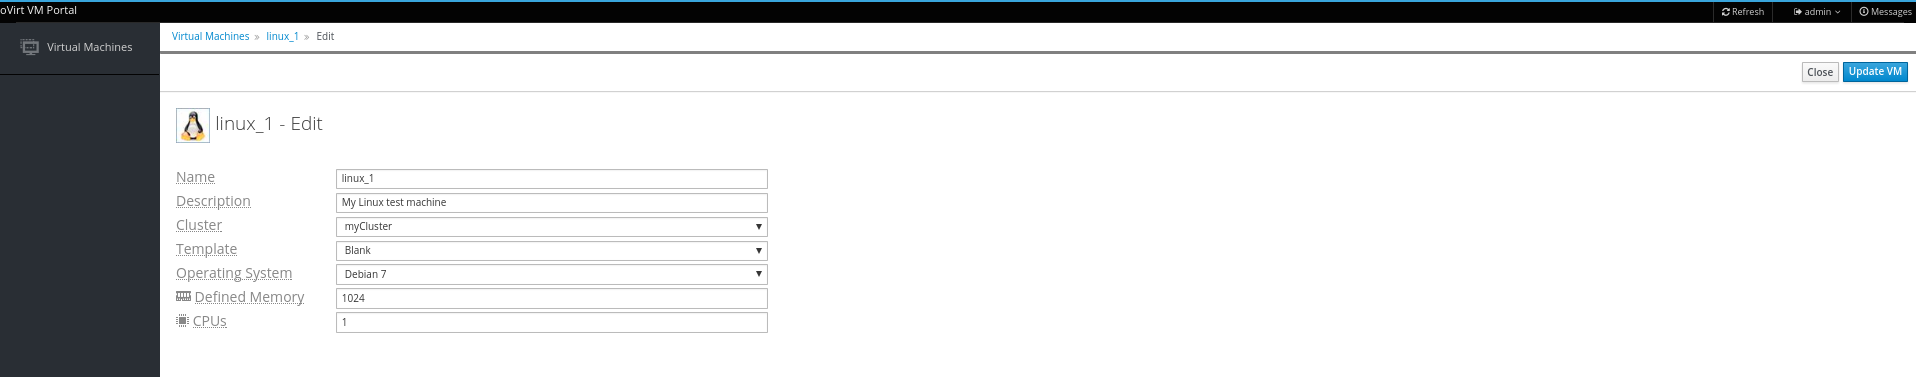 oVirt VM Portal
Refresh admin Messages
Virtual Machines
Virtual Machines » linux_1 » Edit
Close Update VM
linux_1 - Edit
Name linux_1
Description My Linux test machine
Cluster myCluster
Template Blank
Operating System Debian 7
Defined Memory 1024
CPUs 1